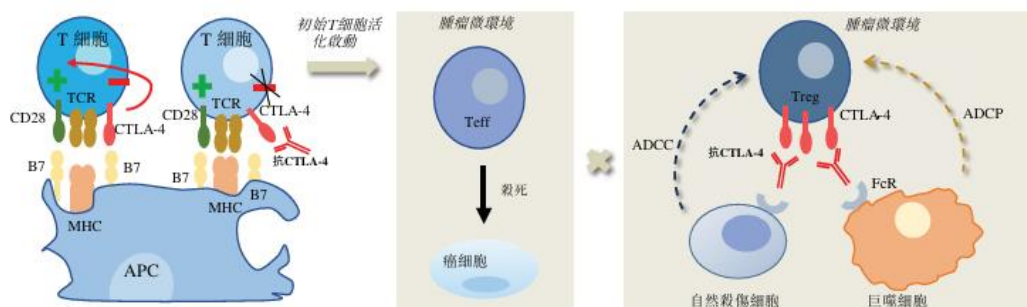 T 細胞
TCR
CD28
CTLA-4
B7
B7
MHC
APC
T 細胞
TCR
CD28
CTLA-4
抗CTLA-4
B7
B7
MHC
初始T細胞活
化啟動
腫瘤微環境
Teff
殺死
癌細胞
腫瘤微環境
Treg
CTLA-4
ADCC
ADCP
抗CTLA-4
FcR
自然殺傷細胞
巨噬細胞